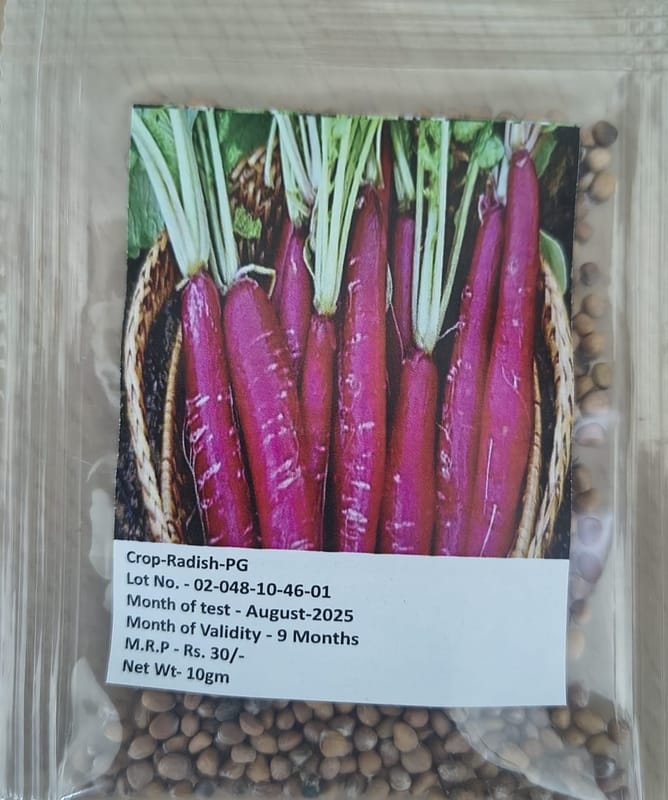 Crop-Radish-PG
Lot No. - 02-048-10-46-01
Month of test - August-2025
Month of Validity - 9 Months
M.R.P - Rs. 30/-
Net Wt- 10gm